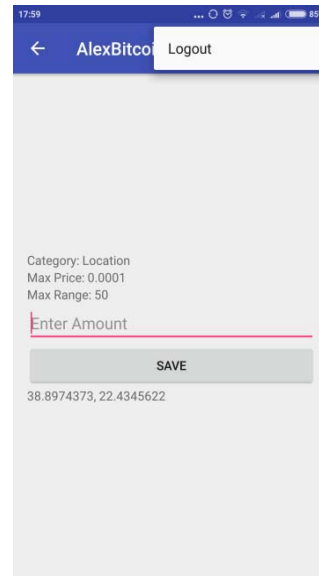 17:59 ... 85
AlexBitcoi Logout
Category: Location
Max Price: 0.0001
Max Range: 50
Enter Amount
SAVE
38.8974373, 22.4345622